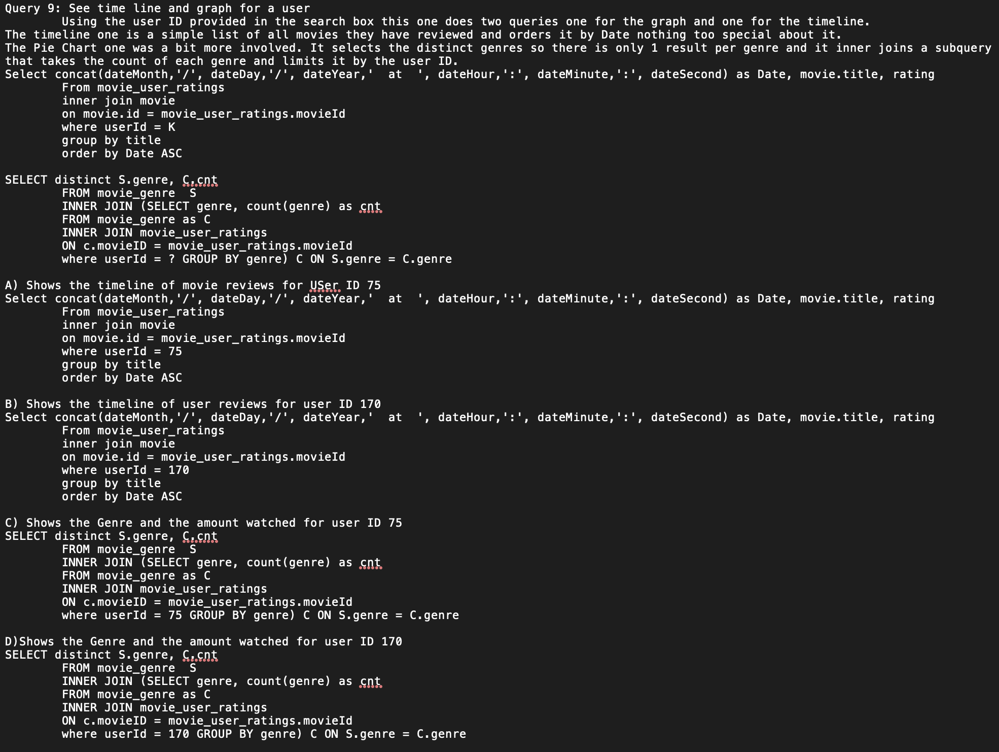 Query 9: See time line and graph for a user
Using the user ID provided in the search box this one does two queries one for the graph and one for the timeline.
The timeline one is a simple list of all movies they have reviewed and orders it by Date nothing too special about it.
The Pie Chart one was a bit more involved. It selects the distinct genres so there is only 1 result per genre and it inner joins a subquery
that takes the count of each genre and limits it by the user ID.
Select concat(dateMonth,'/', dateDay,'/', dateYear,'  at  ', dateHour,':', dateMinute,':', dateSecond) as Date, movie.title, rating
From movie_user_ratings
inner join movie
on movie.id = movie_user_ratings.movieId
where userId = K
group by title
order by Date ASC
SELECT distinct S.genre, C.cnt
FROM movie_genre  S
INNER JOIN (SELECT genre, count(genre) as cnt
FROM movie_genre as C
INNER JOIN movie_user_ratings
ON c.movieID = movie_user_ratings.movieId
where userId = ? GROUP BY genre) C ON S.genre = C.genre
A) Shows the timeline of movie reviews for USer ID 75
Select concat(dateMonth,'/', dateDay,'/', dateYear,'  at  ', dateHour,':', dateMinute,':', dateSecond) as Date, movie.title, rating
From movie_user_ratings
inner join movie
on movie.id = movie_user_ratings.movieId
where userId = 75
group by title
order by Date ASC
B) Shows the timeline of user reviews for user ID 170
Select concat(dateMonth,'/', dateDay,'/', dateYear,'  at  ', dateHour,':', dateMinute,':', dateSecond) as Date, movie.title, rating
From movie_user_ratings
inner join movie
on movie.id = movie_user_ratings.movieId
where userId = 170
group by title
order by Date ASC
C) Shows the Genre and the amount watched for user ID 75
SELECT distinct S.genre, C.cnt
FROM movie_genre  S
INNER JOIN (SELECT genre, count(genre) as cnt
FROM movie_genre as C
INNER JOIN movie_user_ratings
ON c.movieID = movie_user_ratings.movieId
where userId = 75 GROUP BY genre) C ON S.genre = C.genre
D)Shows the Genre and the amount watched for user ID 170
SELECT distinct S.genre, C.cnt
FROM movie_genre  S
INNER JOIN (SELECT genre, count(genre) as cnt
FROM movie_genre as C
INNER JOIN movie_user_ratings
ON c.movieID = movie_user_ratings.movieId
where userId = 170 GROUP BY genre) C ON S.genre = C.genre